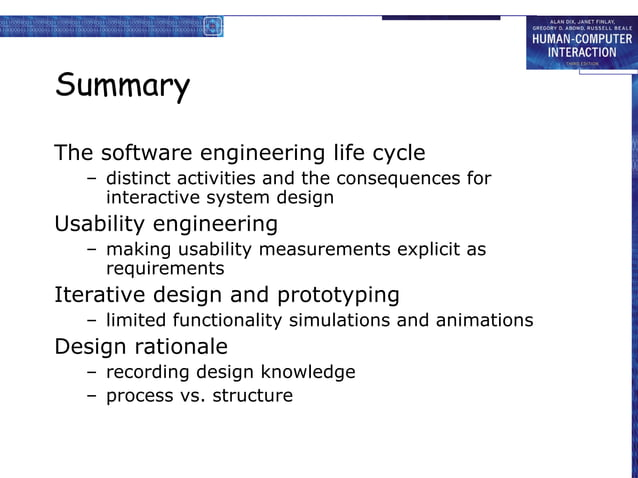 ALAN DIX, JANET FINLAY,
GREGORY D. ABOWD, RUSSELL BEALE
HUMAN-COMPUTER
INTERACTION
THIRD EDITION
Summary
The software engineering life cycle
– distinct activities and the consequences for
interactive system design
Usability engineering
– making usability measurements explicit as
requirements
Iterative design and prototyping
– limited functionality simulations and animations
Design rationale
– recording design knowledge
– process vs. structure